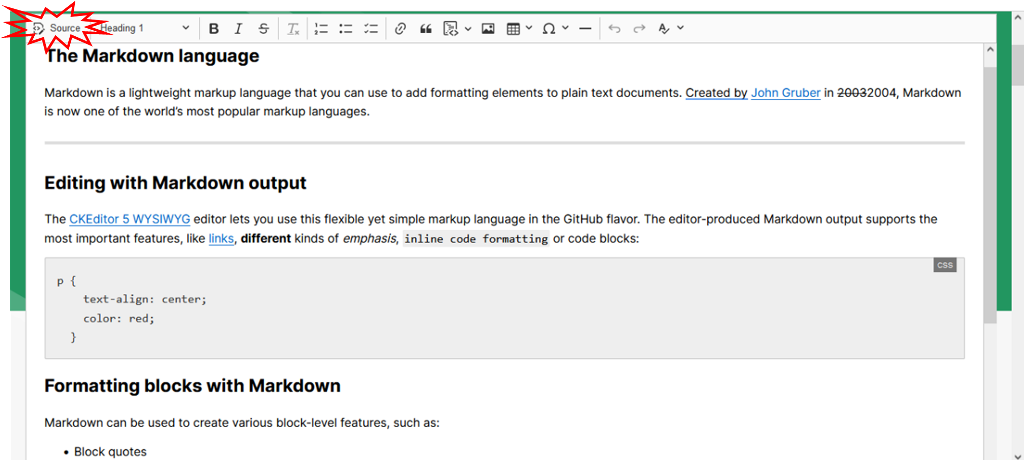 Source Heading 1
The Markdown language
Markdown is a lightweight markup language that you can use to add formatting elements to plain text documents. Created by John Gruber in 20032004, Markdown
is now one of the world's most popular markup languages.
Editing with Markdown output
The CKEditor 5 WYSIWYG editor lets you use this flexible yet simple markup language in the GitHub flavor. The editor-produced Markdown output supports the
most important features, like links, different kinds of emphasis, inline code formatting or code blocks:
CSS
p {
    text-align: center;
    color: red;
  }
Formatting blocks with Markdown
Markdown can be used to create various block-level features, such as:
• Block quotes